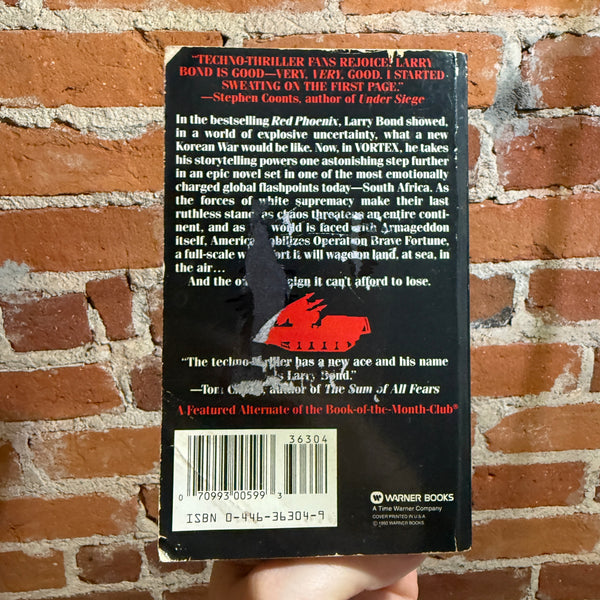 "TECHNO-THRILLER FANS REJOICE! LARRY
BOND IS GOOD—VERY, VERY, GOOD. I STARTED
SWEATING ON THE FIRST PAGE."
—Stephen Coonts, author of Under Siege
In the bestselling Red Phoenix, Larry Bond showed,
in a world of explosive uncertainty, what a new
Korean War would be like. Now, in VORTEX, he takes
his storytelling powers one astonishing step further
in an epic novel set in one of the most emotionally
charged global flashpoints today—South Africa. As
the forces of white supremacy make their last
ruthless stand, as chaos threatens an entire conti-
nent, and as world is faced with Armageddon
itself, America mobilizes Operation Brave Fortune,
a full-scale it will wage on land, at sea, in
the air...
And the it can't afford to lose.
"The techno-thriller has a new ace and his name
is Larry Bond."
—Tom author of The Sum of All Fears
A Featured Alternate of the Book-of-the-Month-Club®
36304
0 70993 00599 3
ISBN 0-446-36304-9
W WARNER BOOKS
A Time Warner Company
COVER PRINTED IN U.S.A.
© 1993 WARNER BOOKS